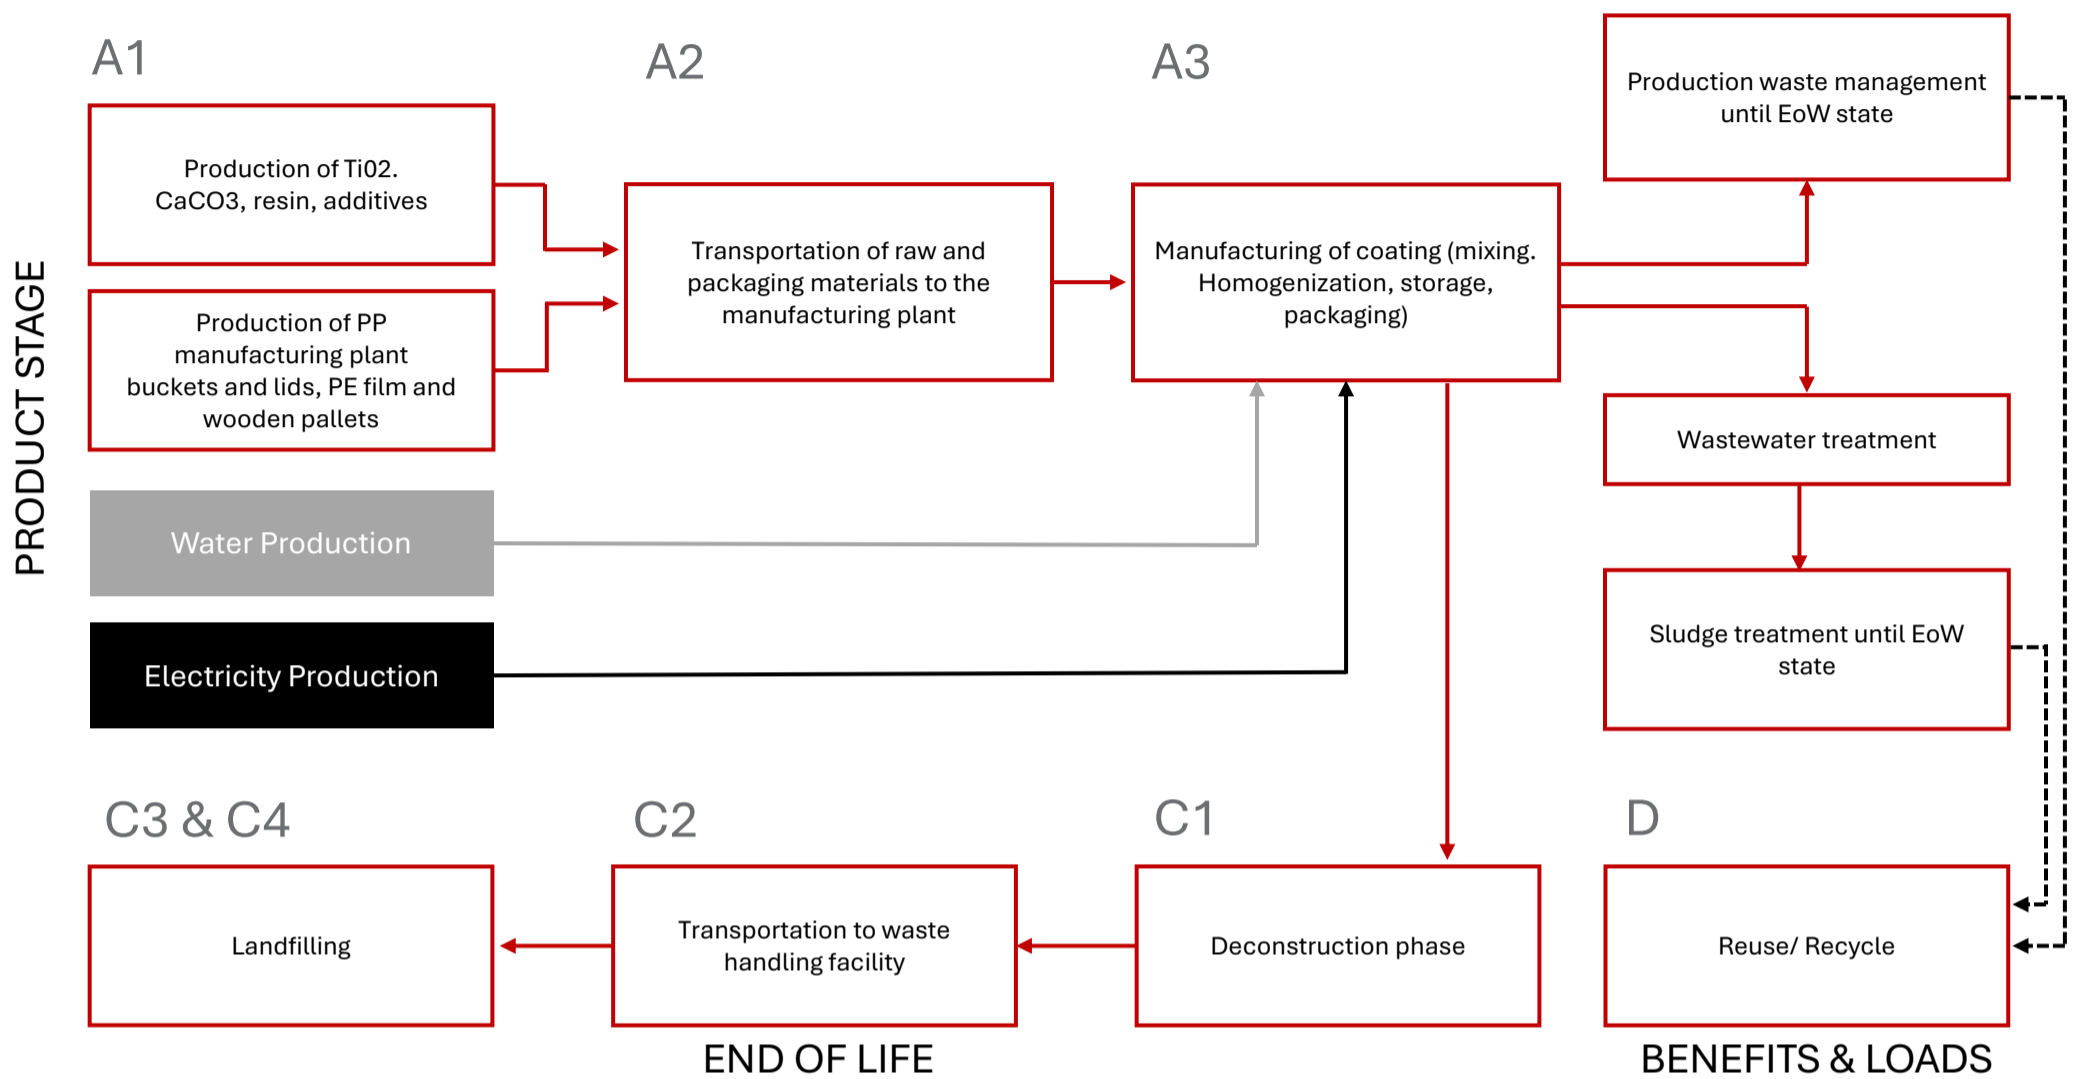 PRODUCT STAGE
A1
Production of Ti02.
CaCO3, resin, additives
Production of PP
manufacturing plant
buckets and lids, PE film and
wooden pallets
Water Production
Electricity Production
A2
Transportation of raw and
packaging materials to the
manufacturing plant
A3
Manufacturing of coating (mixing.
Homogenization, storage,
packaging)
Production waste management
until EoW state
Wastewater treatment
Sludge treatment until EoW
state
C3 & C4
Landfilling
C2
Transportation to waste
handling facility
C1
Deconstruction phase
D
Reuse/ Recycle
END OF LIFE
BENEFITS & LOADS